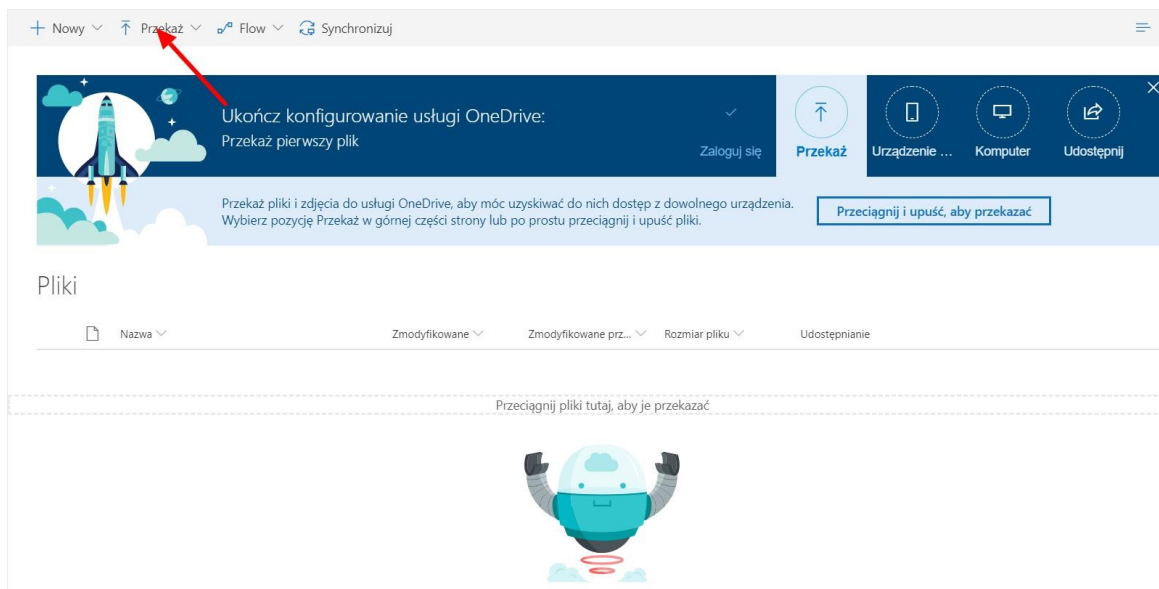 Nowy Przekaż Flow Synchronizuj
Ukończ konfigurowanie usługi OneDrive:
Przekaż pierwszy plik
Zaloguj się Przekaż Urządzenie ... Komputer Udostępnij
Przekaż pliki i zdjęcia do usługi OneDrive, aby móc uzyskiwać do nich dostęp z dowolnego urządzenia.
Wybierz pozycję Przekaż w górnej części strony lub po prostu przeciągnij i upuść pliki.
Przeciągnij i upuść, aby przekazać
Pliki
Nazwa Zmodyfikowane Zmodyfikowane prz... Rozmiar pliku Udostępnianie
Przeciągnij pliki tutaj, aby je przekazać